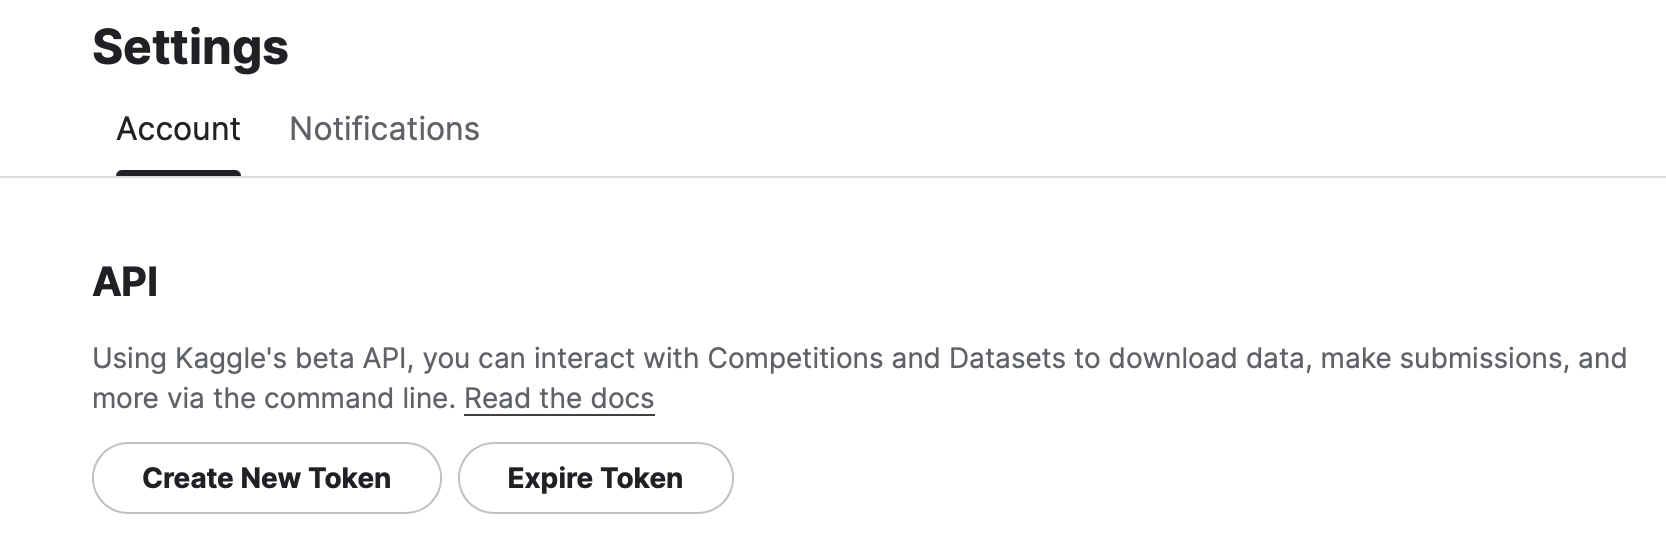 Settings
Account Notifications
API
Using Kaggle's beta API, you can interact with Competitions and Datasets to download data, make submissions, and
more via the command line. Read the docs
Create New Token Expire Token